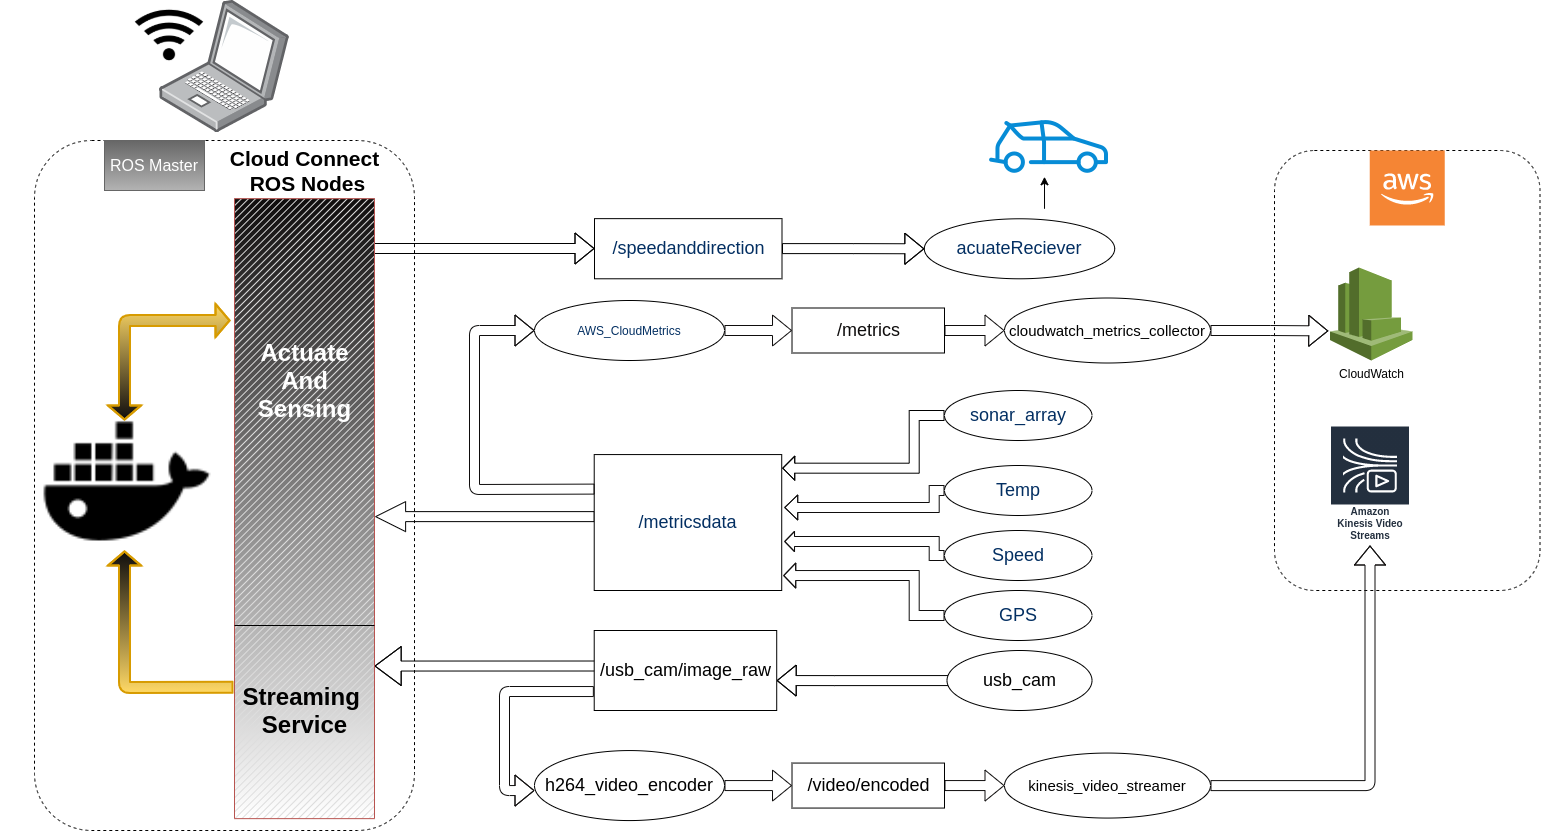 ROS Master
Cloud Connect
ROS Nodes
aws
/speedanddirection
acuateReciever
AWS_CloudMetrics
/metrics
cloudwatch_metrics_collector
Actuate
And
Sensing
CloudWatch
sonar_array
Temp
/metricsdata
Amazon
Kinesis Video
Streams
Speed
GPS
/usb_cam/image_raw
usb_cam
Streaming
Service
h264_video_encoder
/video/encoded
kinesis_video_streamer